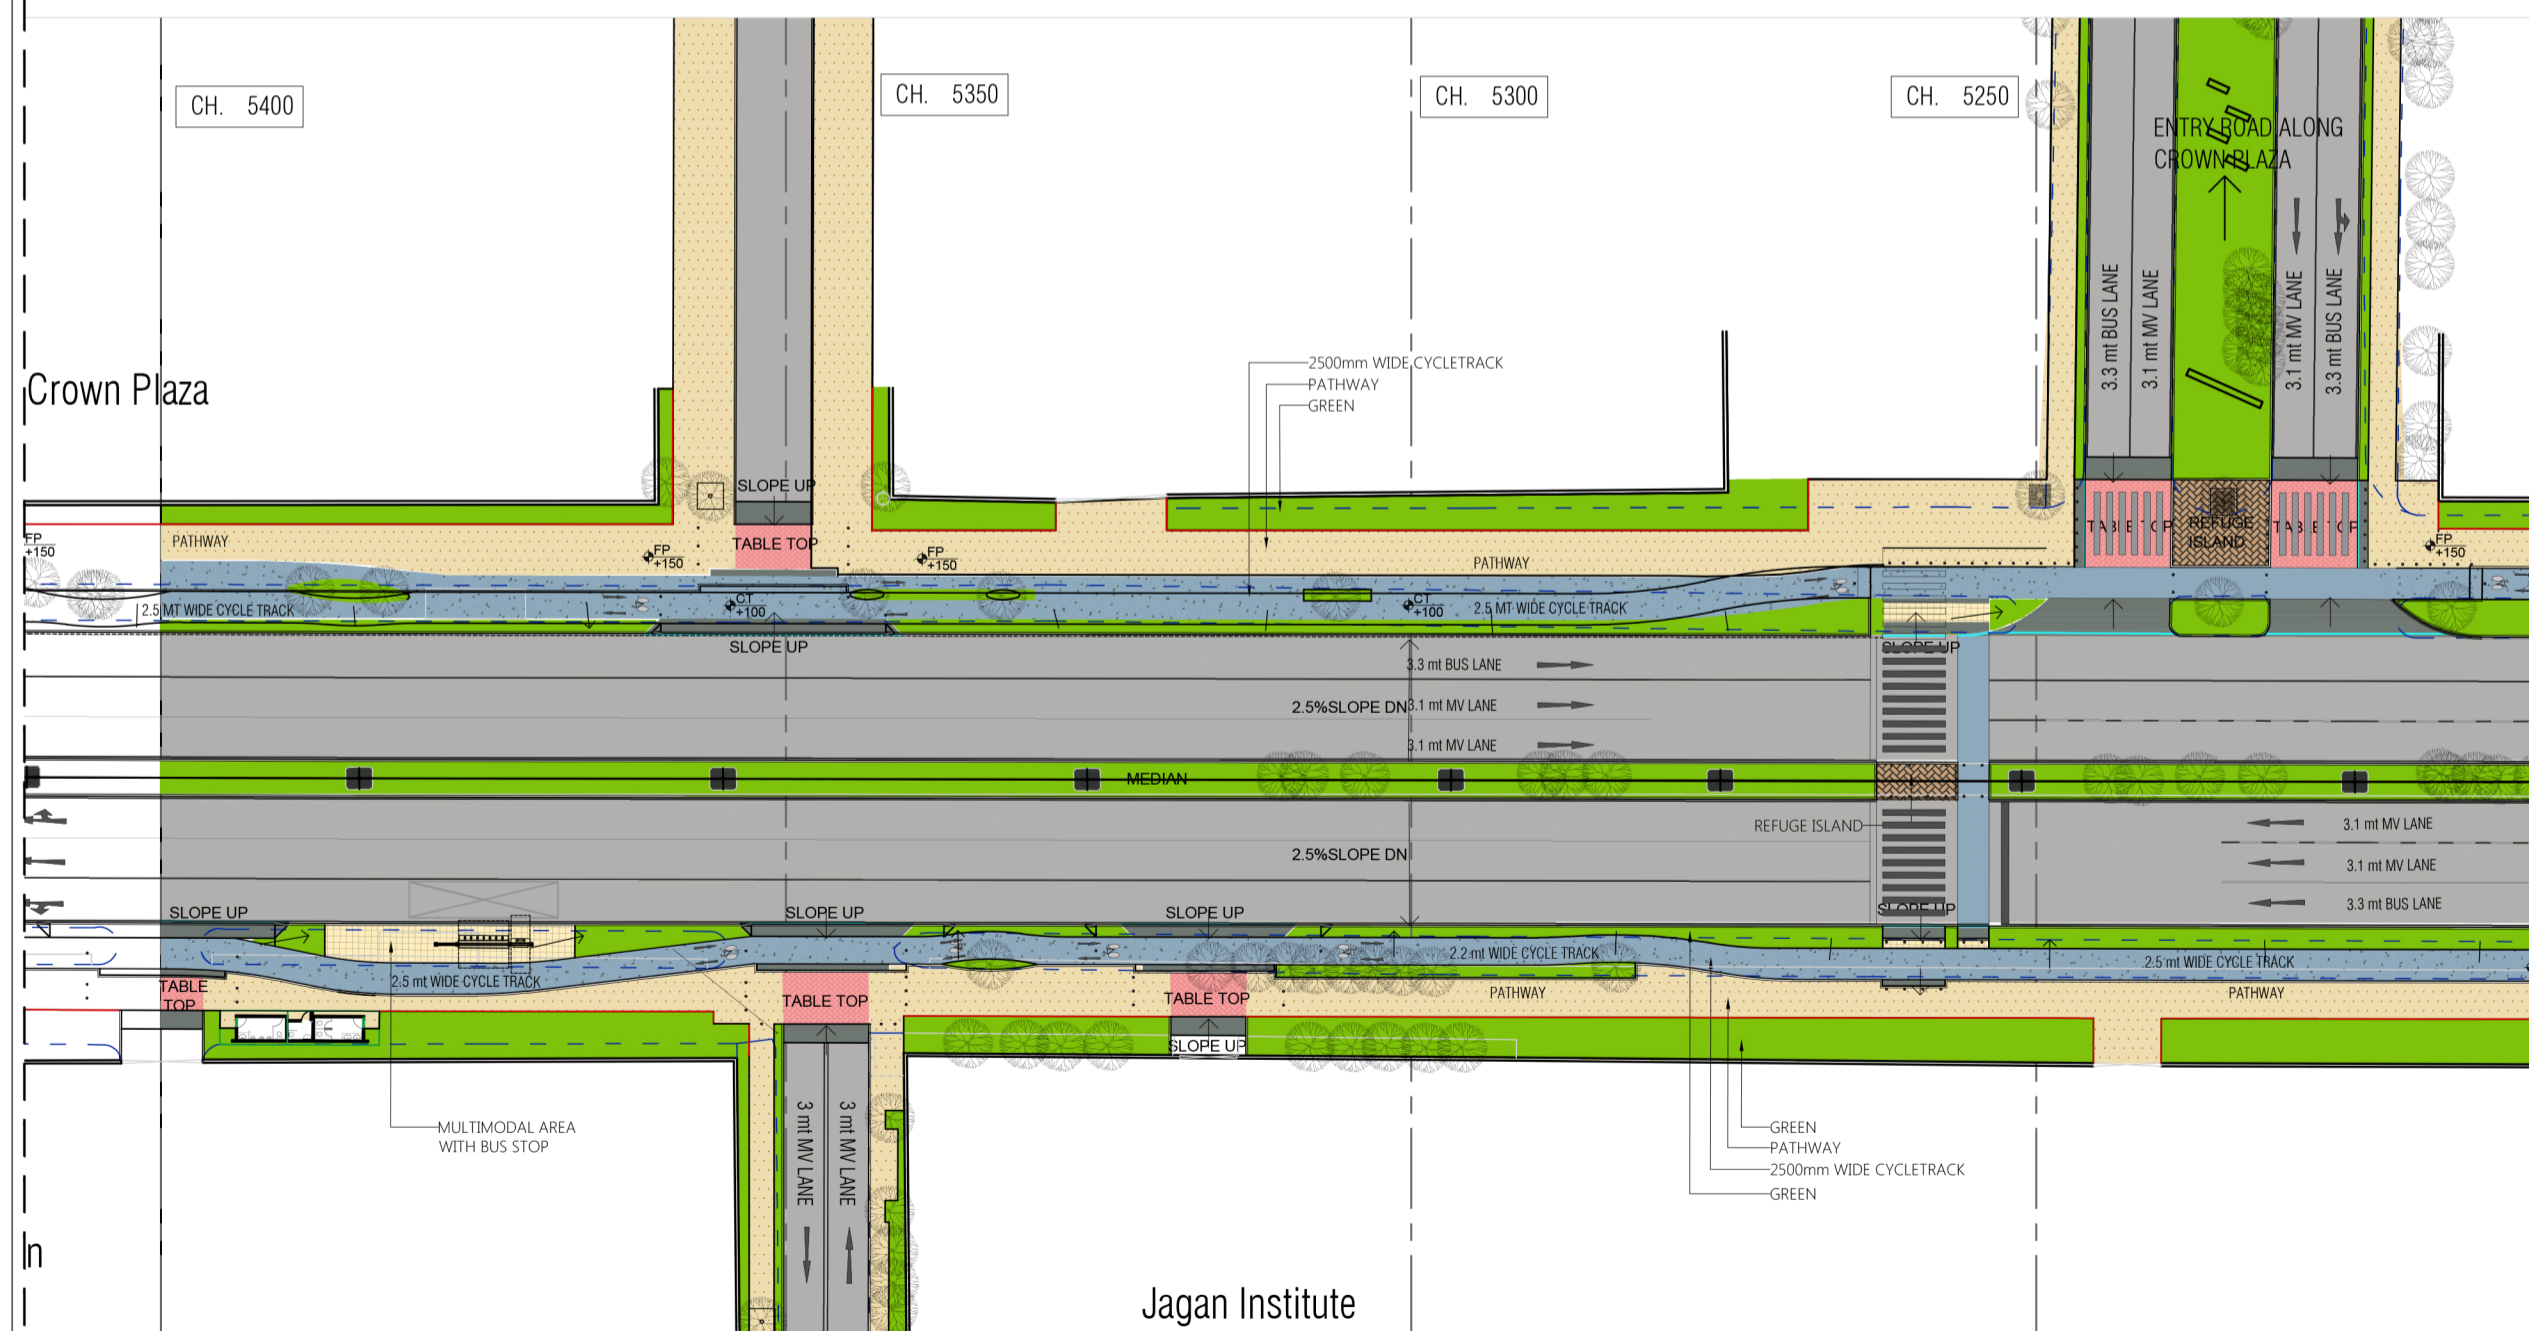 CH. 5400
CH. 5350
CH. 5300
CH. 5250
ENTRY ROAD ALONG
CROWN PLAZA
3.3 mt BUS LANE
3.1 mt MV LANE
3.1 mt MV LANE
3.3 mt BUS LANE
Crown Plaza
2500mm WIDE CYCLETRACK
PATHWAY
GREEN
SLOPE UP
TABLE TOP
TABLE TOP
REFUGE
ISLAND
TABLE TOP
FP
+150
PATHWAY
FP
+150
FP
+150
PATHWAY
FP
+150
2.5 MT WIDE CYCLE TRACK
CT
+100
CT
+100
2.5 MT WIDE CYCLE TRACK
SLOPE UP
SLOPE UP
3.3 mt BUS LANE
2.5%SLOPE DN
3.1 mt MV LANE
3.1 mt MV LANE
MEDIAN
REFUGE ISLAND
3.1 mt MV LANE
2.5%SLOPE DN
3.1 mt MV LANE
3.3 mt BUS LANE
SLOPE UP
SLOPE UP
SLOPE UP
SLOPE UP
2.2 mt WIDE CYCLE TRACK
2.5 mt WIDE CYCLE TRACK
2.5 mt WIDE CYCLE TRACK
TABLE
TOP
TABLE TOP
TABLE TOP
PATHWAY
PATHWAY
SLOPE UP
3 mt MV LANE
3 mt MV LANE
MULTIMODAL AREA
WITH BUS STOP
GREEN
PATHWAY
2500mm WIDE CYCLETRACK
GREEN
n
Jagan Institute